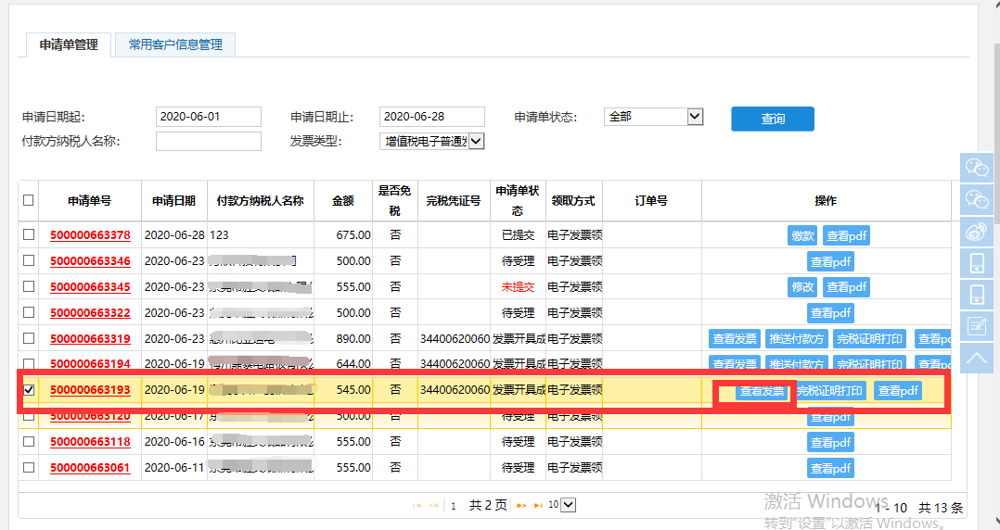 申请单管理 常用客户信息管理
申请日期起: 2020-06-01 申请日期止: 2020-06-28 申请单状态: 全部 查询
付款方纳税人名称: 发票类型: 增值税电子普通发
申请单号 申请日期 付款方纳税人名称 金额 是否免税 完税凭证号 申请单状态 领取方式 订单号 操作
500000663378 2020-06-28 123 675.00 否 已提交 电子发票领 缴款 查看pdf
500000663346 2020-06-23 500.00 否 待受理 电子发票领 查看pdf
500000663345 2020-06-23 555.00 否 未提交 电子发票领 修改 查看pdf
500000663322 2020-06-23 500.00 否 待受理 电子发票领 查看pdf
500000663319 2020-06-23 890.00 否 34400620060 发票开具成 电子发票领 查看发票 推送付款方 完税证明打印 查看pd
500000663194 2020-06-19 644.00 否 34400620060 发票开具成 电子发票领 查看发票 推送付款方 完税证明打印 查看pd
500000663193 2020-06-19 545.00 否 34400620060 发票开具成 电子发票领 查看发票 完税证明打印 查看pdf
500000663120 2020-06-17 500.00 否 待受理 电子发票领 查看pdf
500000663118 2020-06-16 555.00 否 待受理 电子发票领 查看pdf
500000663061 2020-06-11 555.00 否 待受理 电子发票领 查看pdf
1 共 2 页 10 1 - 10 共 13 条
激活 Windows
转到"设置"以激活 Windows。